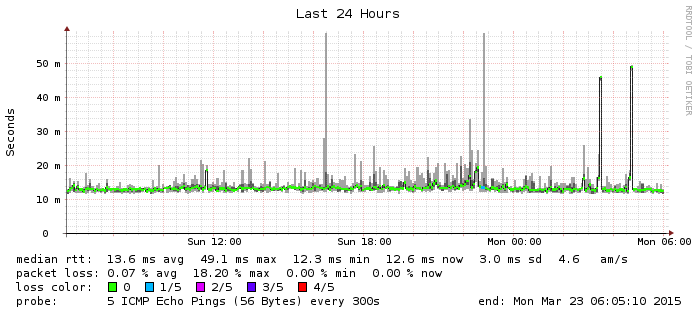 Last 24 Hours
RRDTOOL / TOBI OETIKER
Seconds
50 m
40 m
30 m
20 m
10 m
0
Sun 12:00 Sun 18:00 Mon 00:00 Mon 06:00
median rtt: 13.6 ms avg 49.1 ms max 12.3 ms min 12.6 ms now 3.0 ms sd 4.6 am/s
packet loss: 0.07 % avg 18.20 % max 0.00 % min 0.00 % now
loss color: 0 1/5 2/5 3/5 4/5
probe: 5 ICMP Echo Pings (56 Bytes) every 300s end: Mon Mar 23 06:05:10 2015